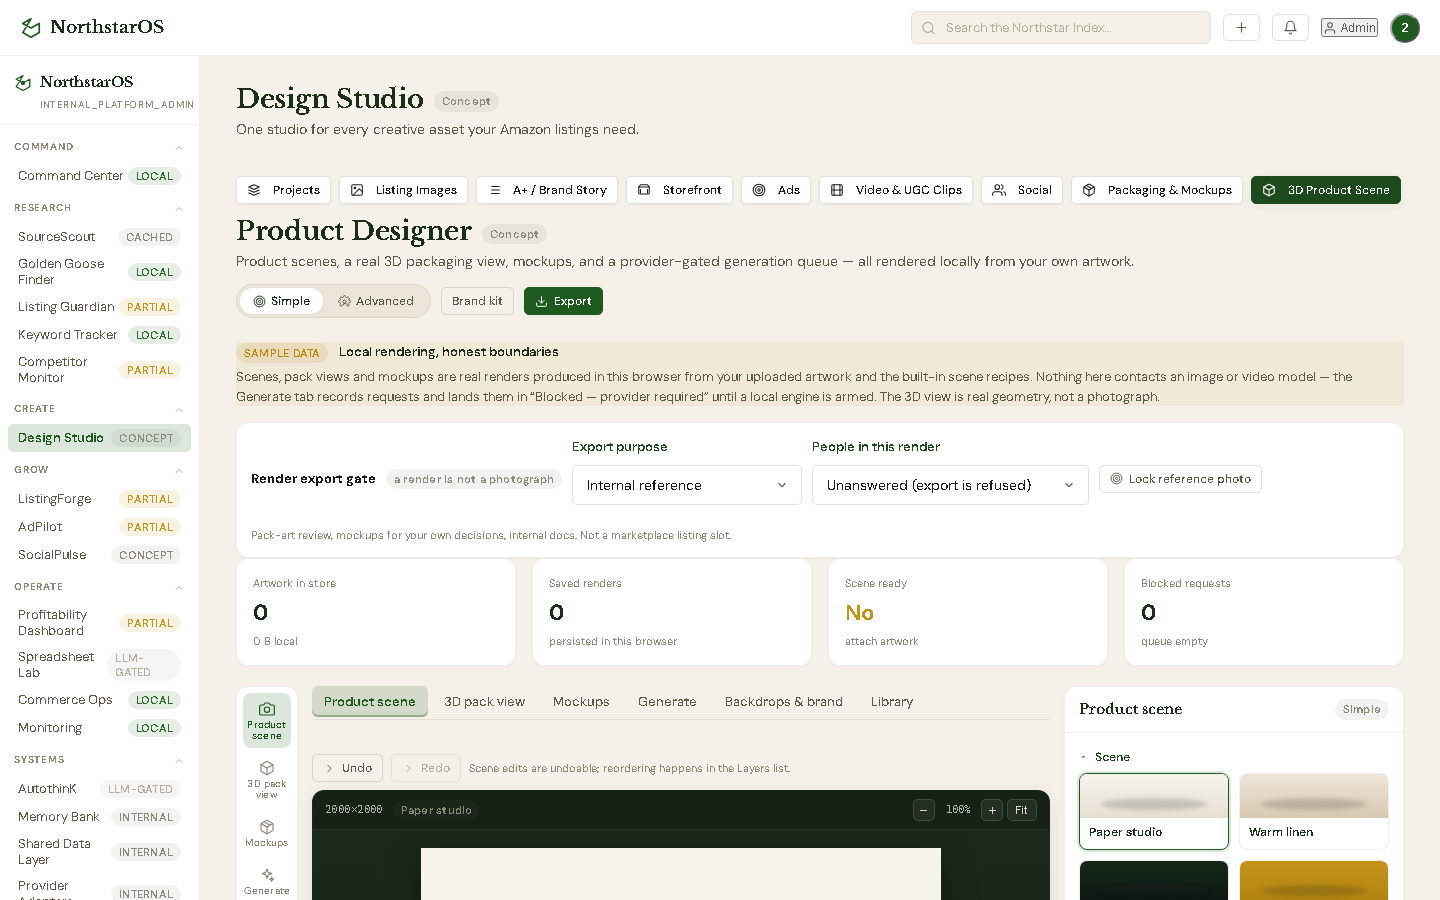 NorthstarOS
Search the Northstar Index...
Admin
2
NorthstarOS
INTERNAL_PLATFORM_ADMIN
COMMAND
Command Center LOCAL
RESEARCH
SourceScout CACHED
Golden Goose
Finder
LOCAL
Listing Guardian PARTIAL
Keyword Tracker LOCAL
Competitor
Monitor
PARTIAL
CREATE
Design Studio CONCEPT
GROW
ListingForge PARTIAL
AdPilot PARTIAL
SocialPulse CONCEPT
OPERATE
Profitability
Dashboard
PARTIAL
Spreadsheet
Lab
LLM-
GATED
Commerce Ops LOCAL
Monitoring LOCAL
SYSTEMS
AutothinK LLM-GATED
Memory Bank INTERNAL
Shared Data
Layer
INTERNAL
Provider
INTERNAL
Design Studio Concept
One studio for every creative asset your Amazon listings need.
Projects Listing Images A+ / Brand Story Storefront Ads Video & UGC Clips Social Packaging & Mockups 3D Product Scene
Product Designer Concept
Product scenes, a real 3D packaging view, mockups, and a provider-gated generation queue — all rendered locally from your own artwork.
Simple Advanced Brand kit Export
SAMPLE DATA Local rendering, honest boundaries
Scenes, pack views and mockups are real renders produced in this browser from your uploaded artwork and the built-in scene recipes. Nothing here contacts an image or video model — the
Generate tab records requests and lands them in “Blocked — provider required” until a local engine is armed. The 3D view is real geometry, not a photograph.
Export purpose People in this render
Render export gate a render is not a photograph Internal reference Unanswered (export is refused) Lock reference photo
Pack-art review, mockups for your own decisions, internal docs. Not a marketplace listing slot.
Artwork in store
0
0 B local
Saved renders
0
persisted in this browser
Scene ready
No
attach artwork
Blocked requests
0
queue empty
Product
scene
3D pack
view
Mockups
Generate
Product scene 3D pack view Mockups Generate Backdrops & brand Library
Undo Redo Scene edits are undoable; reordering happens in the Layers list.
2000×2000 Paper studio − 100% + Fit
Product scene Simple
Scene
Paper studio Warm linen